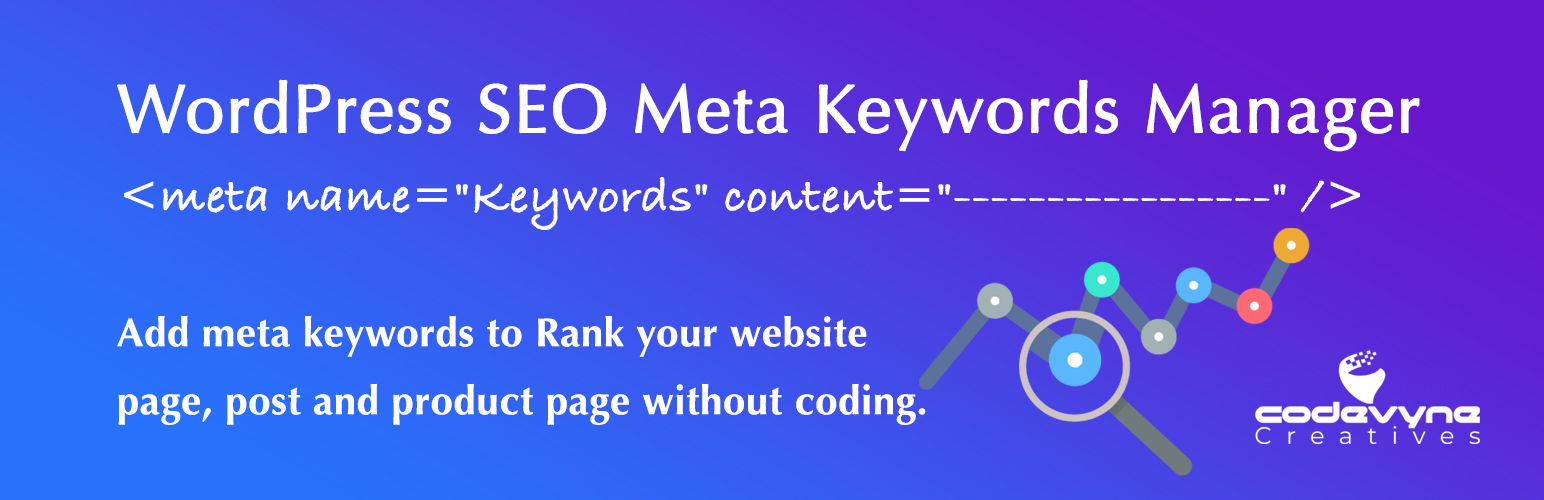 WordPress SEO Meta Keywords Manager
<meta name="Keywords" content="-----------------" />
Add meta keywords to Rank your website
page, post and product page without coding.
codevyne
Creatives